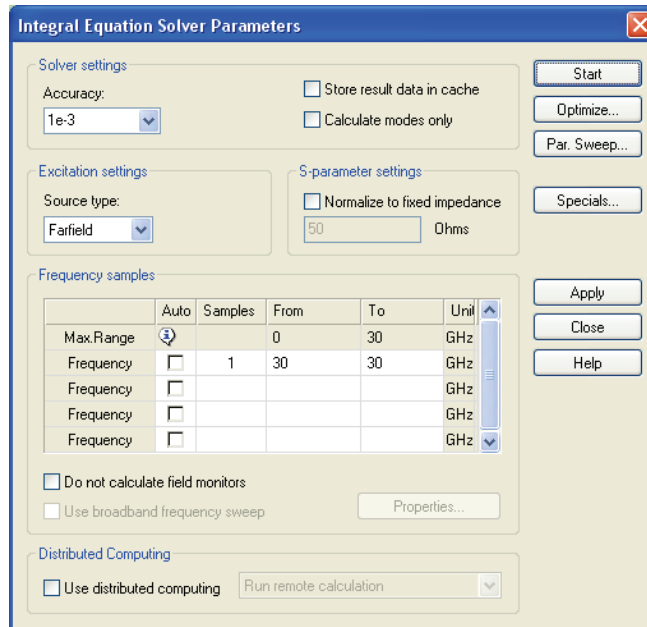 Integral Equation Solver Parameters
Solver settings
Accuracy:
1e-3
Store result data in cache
Calculate modes only
Start
Optimize...
Par. Sweep...
Excitation settings
Source type:
Farfield
S-parameter settings
Normalize to fixed impedance
50 Ohms
Specials...
Frequency samples
Auto Samples From To Unit
Max.Range 0 30 GHz
Frequency 1 30 30 GHz
Frequency GHz
Frequency GHz
Frequency GHz
Apply
Close
Help
Do not calculate field monitors
Use broadband frequency sweep
Properties...
Distributed Computing
Use distributed computing
Run remote calculation